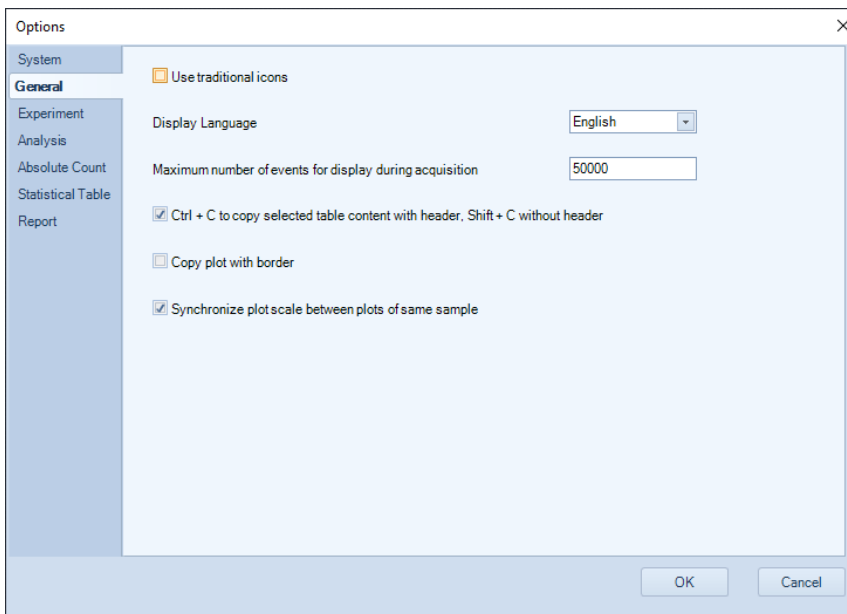 Options
System
General
Experiment
Analysis
Absolute Count
Statistical Table
Report
Use traditional icons
Display Language
English
Maximum number of events for display during acquisition
50000
Ctrl + C to copy selected table content with header, Shift + C without header
Copy plot with border
Synchronize plot scale between plots of same sample
OK
Cancel